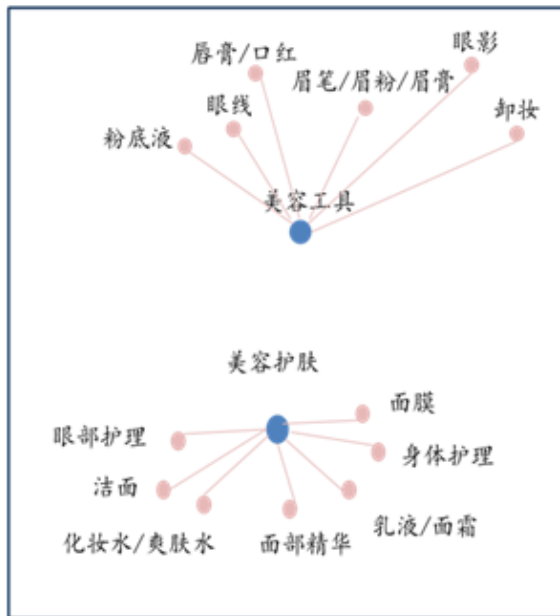 眼影
唇膏/口红
眉笔/眉粉/眉膏
眼线
卸妆
粉底液
美容工具
美容护肤
面膜
眼部护理
身体护理
洁面
乳液/面霜
化妆水/爽肤水
面部精华